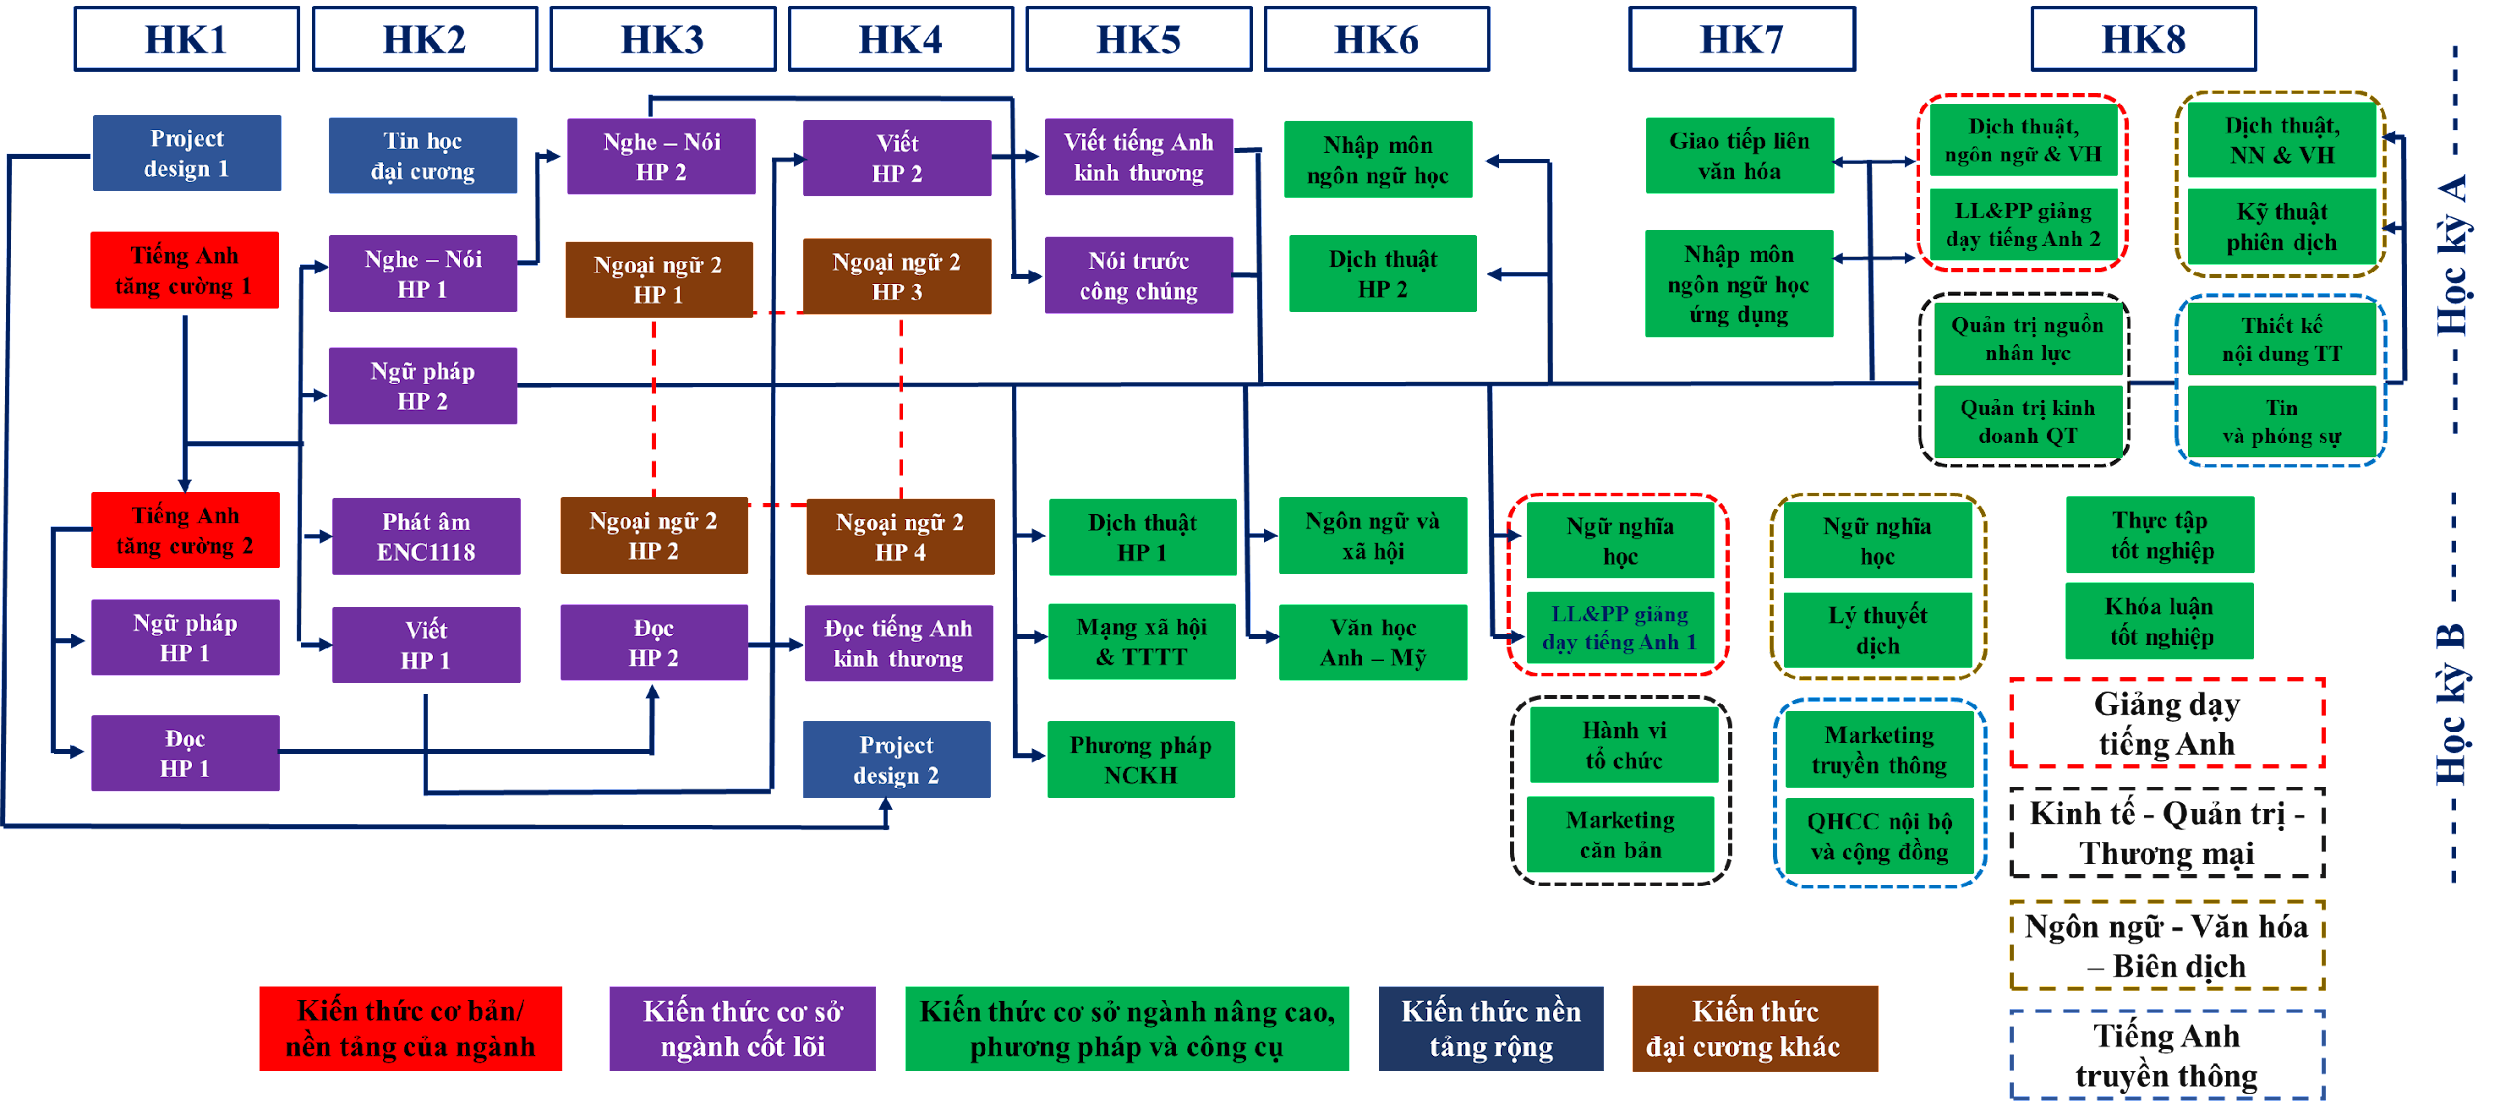 HK1
HK2
HK3
HK4
HK5
HK6
HK7
HK8
Project
design 1
Tin học
đại cương
Nghe – Nói
HP 2
Viết
HP 2
Viết tiếng Anh
kinh thương
Nhập môn
ngôn ngữ học
Giao tiếp liên
văn hóa
Dịch thuật,
ngôn ngữ & VH
Dịch thuật,
NN & VH
Tiếng Anh
tăng cường 1
Nghe – Nói
HP 1
Ngoại ngữ 2
HP 1
Ngoại ngữ 2
HP 3
Nói trước
công chúng
Dịch thuật
HP 2
Nhập môn
ngôn ngữ học
ứng dụng
LL&PP giảng
dạy tiếng Anh 2
Kỹ thuật
phiên dịch
Ngữ pháp
HP 2
Quản trị nguồn
nhân lực
Thiết kế
nội dung TT
Quản trị kinh
doanh QT
Tin
và phóng sự
Học kỳ A
Tiếng Anh
tăng cường 2
Phát âm
ENC1118
Ngoại ngữ 2
HP 2
Ngoại ngữ 2
HP 4
Dịch thuật
HP 1
Ngôn ngữ và
xã hội
Ngữ nghĩa
học
Ngữ nghĩa
học
Thực tập
tốt nghiệp
Ngữ pháp
HP 1
Viết
HP 1
Đọc
HP 2
Đọc tiếng Anh
kinh thương
Mạng xã hội
& TTTT
Văn học
Anh – Mỹ
LL&PP giảng
dạy tiếng Anh 1
Lý thuyết
dịch
Khóa luận
tốt nghiệp
Đọc
HP 1
Project
design 2
Phương pháp
NCKH
Hành vi
tổ chức
Marketing
truyền thông
Marketing
căn bản
QHCC nội bộ
và cộng đồng
Học kỳ B
Giảng dạy
tiếng Anh
Kinh tế - Quản trị -
Thương mại
Ngôn ngữ - Văn hóa
– Biên dịch
Tiếng Anh
truyền thông
Kiến thức cơ bản/
nền tảng của ngành
Kiến thức cơ sở
ngành cốt lõi
Kiến thức cơ sở ngành nâng cao,
phương pháp và công cụ
Kiến thức nền
tảng rộng
Kiến thức
đại cương khác